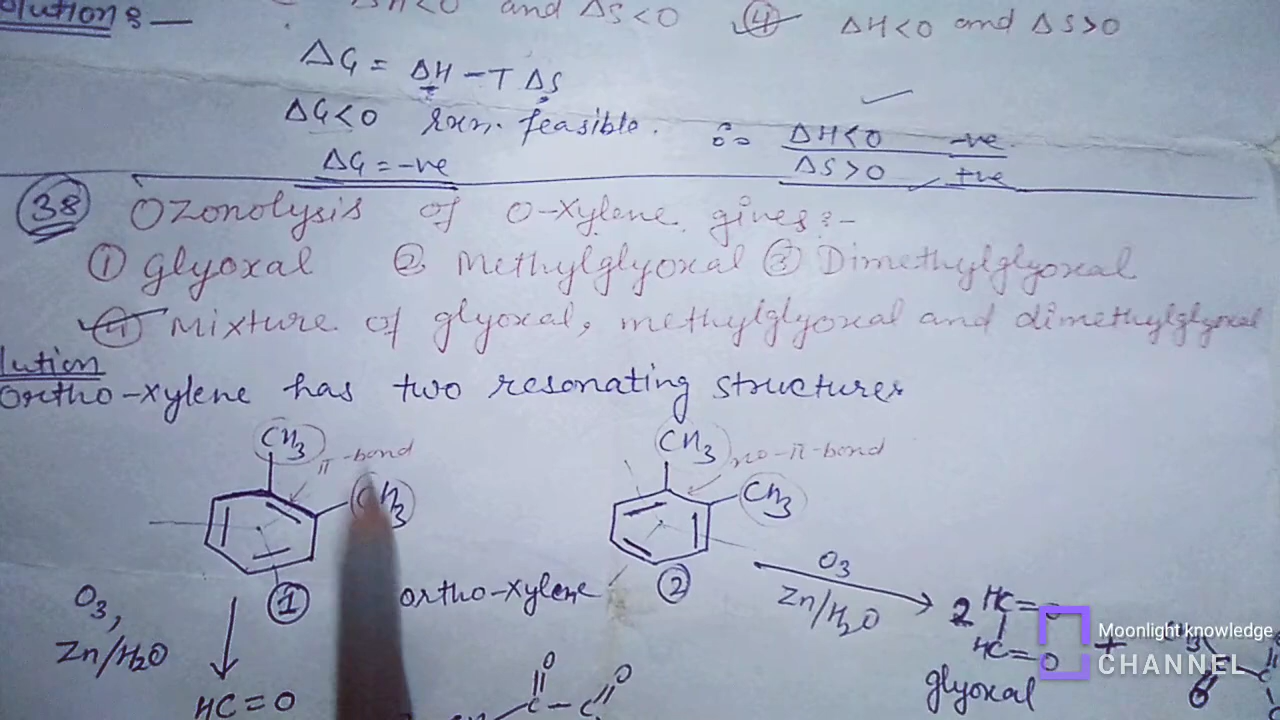 olution :—
ΔH<0 and ΔS<0 ④ ΔH<0 and ΔS>0
ΔG = ΔH - T ΔS
ΔG<0 rxn. feasible.
∴ ΔH<0 -ve
ΔG = -ve
ΔS>0 +ve
38 Ozonolysis of O-Xylene gives:-
① Glyoxal ② Methylglyoxal ③ Dimethylglyoxal
④ Mixture of glyoxal, methylglyoxal and dimethylglyoxal
lution
Ortho-Xylene has two resonating structures
CH3 π-bond
CH3
CH3 no-π-bond
CH3
① ortho-xylene ②
O3,
Zn/H2O
O3
Zn/H2O
HC=O
O O
C-C
2 HC=O
HC=O
+ CH3
glyoxal
Moonlight knowledge
CHANNEL